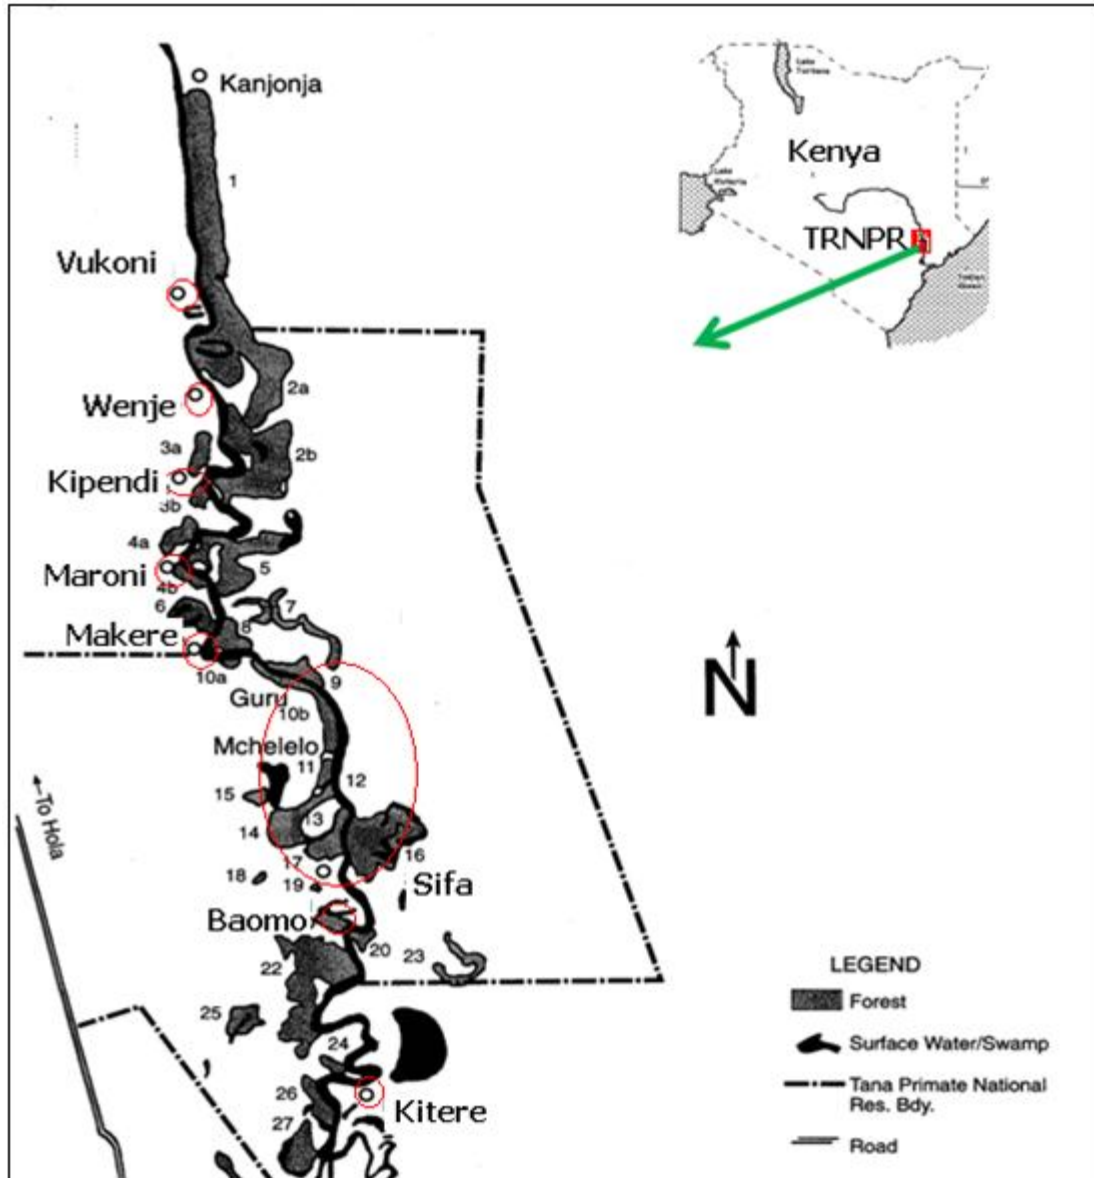 Kanjonja
1
Vukoni
2a
Wenje
3a
2b
Kipendi
3b
4a
5
Maroni
4b
6
7
Makere
8
10a
9
Guru
10b
Mchelelo
11
12
15
13
14
16
17
18
19
Sifa
Baomo
20
23
22
25
24
26
Kitere
27
To Hola
Lake
Kenya
Lake
TRNPR
N
LEGEND
Forest
Surface Water/Swamp
Tana Primate National
Res. Bdy.
Road